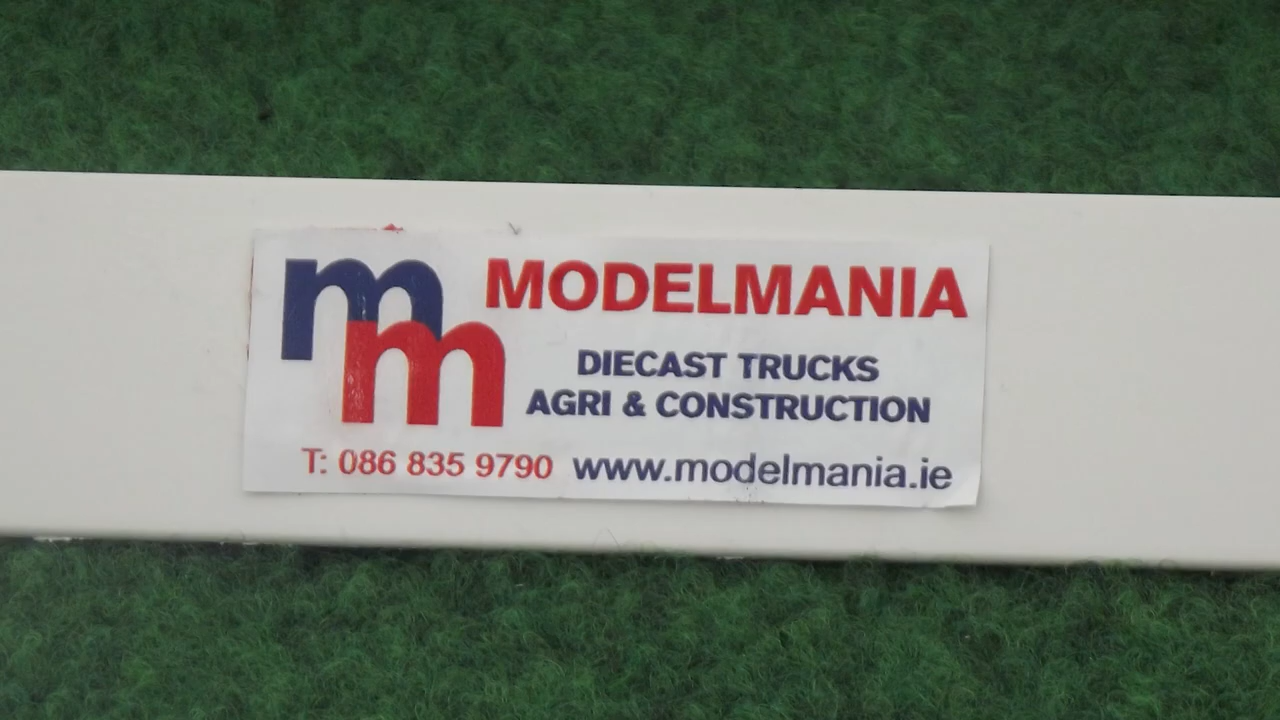 mm
MODELMANIA
DIECAST TRUCKS
AGRI & CONSTRUCTION
T: 086 835 9790 www.modelmania.ie